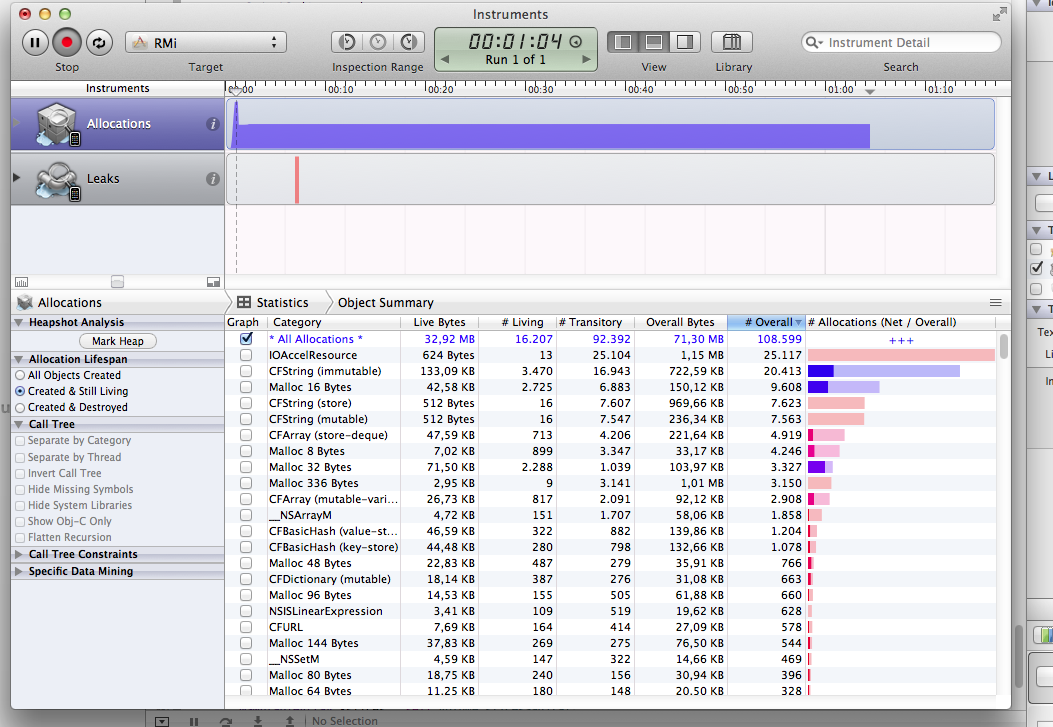 Instruments
RMi
00:01:04
Run 1 of 1
Instrument Detail
Stop
Target
Inspection Range
View
Library
Search
Instruments
00:00 00:10 00:20 00:30 00:40 00:50 01:00 01:10
Allocations
Leaks
Allocations
Statistics
Object Summary
Heapshot Analysis
Mark Heap
Allocation Lifespan
All Objects Created
Created & Still Living
Created & Destroyed
Call Tree
Separate by Category
Separate by Thread
Invert Call Tree
Hide Missing Symbols
Hide System Libraries
Show Obj-C Only
Flatten Recursion
Call Tree Constraints
Specific Data Mining
Graph Category Live Bytes # Living # Transitory Overall Bytes # Overall # Allocations (Net / Overall)
* All Allocations * 32,92 MB 16.207 92.392 71,30 MB 108.599 +++
IOAccelResource 624 Bytes 13 25.104 1,15 MB 25.117
CFString (immutable) 133,09 KB 3.470 16.943 722,59 KB 20.413
Malloc 16 Bytes 42,58 KB 2.725 6.883 150,12 KB 9.608
CFString (store) 512 Bytes 16 7.607 969,66 KB 7.623
CFString (mutable) 512 Bytes 16 7.547 236,34 KB 7.563
CFArray (store-deque) 47,59 KB 713 4.206 221,64 KB 4.919
Malloc 8 Bytes 7,02 KB 899 3.347 33,17 KB 4.246
Malloc 32 Bytes 71,50 KB 2.288 1.039 103,97 KB 3.327
Malloc 336 Bytes 2,95 KB 9 3.141 1,01 MB 3.150
CFArray (mutable-vari... 26,73 KB 817 2.091 92,12 KB 2.908
__NSArrayM 4,72 KB 151 1.707 58,06 KB 1.858
CFBasicHash (value-st... 46,59 KB 322 882 139,86 KB 1.204
CFBasicHash (key-store) 44,48 KB 280 798 132,66 KB 1.078
Malloc 48 Bytes 22,83 KB 487 279 35,91 KB 766
CFDictionary (mutable) 18,14 KB 387 276 31,08 KB 663
Malloc 96 Bytes 14,53 KB 155 505 61,88 KB 660
NSISLinearExpression 3,41 KB 109 519 19,62 KB 628
CFURL 7,69 KB 164 414 27,09 KB 578
Malloc 144 Bytes 37,83 KB 269 275 76,50 KB 544
__NSSetM 4,59 KB 147 322 14,66 KB 469
Malloc 80 Bytes 18,75 KB 240 156 30,94 KB 396
Malloc 64 Bytes 11,25 KB 180 148 20,50 KB 328
No Selection